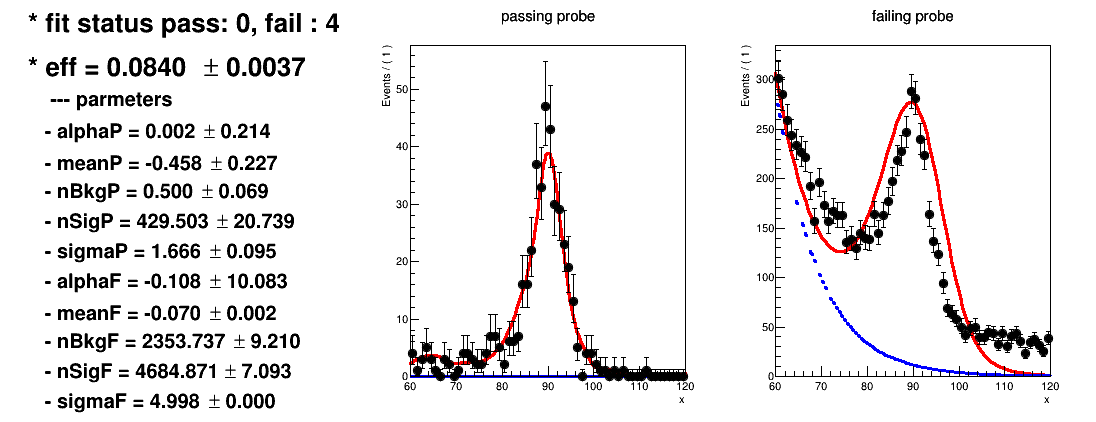 * fit status pass: 0, fail : 4
* eff = 0.0840 ± 0.0037
--- parmeters
- alphaP = 0.002 ± 0.214
- meanP = -0.458 ± 0.227
- nBkgP = 0.500 ± 0.069
- nSigP = 429.503 ± 20.739
- sigmaP = 1.666 ± 0.095
- alphaF = -0.108 ± 10.083
- meanF = -0.070 ± 0.002
- nBkgF = 2353.737 ± 9.210
- nSigF = 4684.871 ± 7.093
- sigmaF = 4.998 ± 0.000
passing probe
Events / ( 1 )
50
40
30
20
10
0
60 70 80 90 100 110 120
x
failing probe
Events / ( 1 )
300
250
200
150
100
50
0
60 70 80 90 100 110 120
x